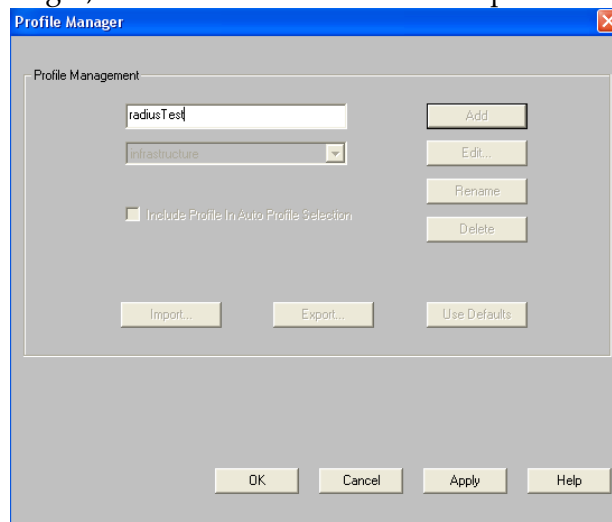 Profile Manager
Profile Management
radiusTest
Add
infrastructure
Edit...
Rename
Include Profile In Auto Profile Selection
Delete
Import...
Export...
Use Defaults
OK
Cancel
Apply
Help